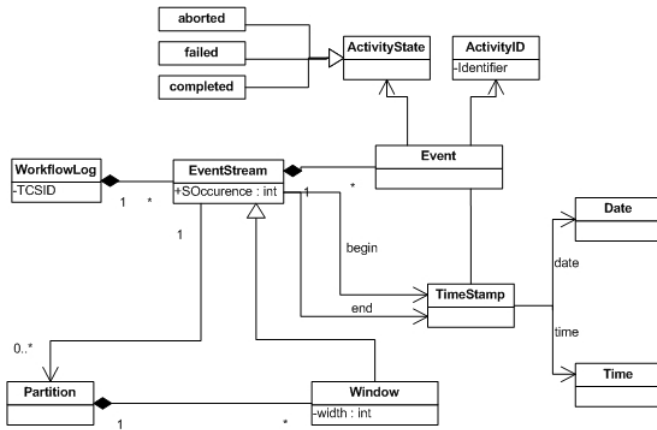 aborted
failed
completed
ActivityState
ActivityID
-Identifier
WorkflowLog
-TCSID
1
*
EventStream
+SOccurence : int
1
*
Event
1
begin
end
TimeStamp
Date
date
time
Time
0..*
Partition
1
*
Window
-width : int